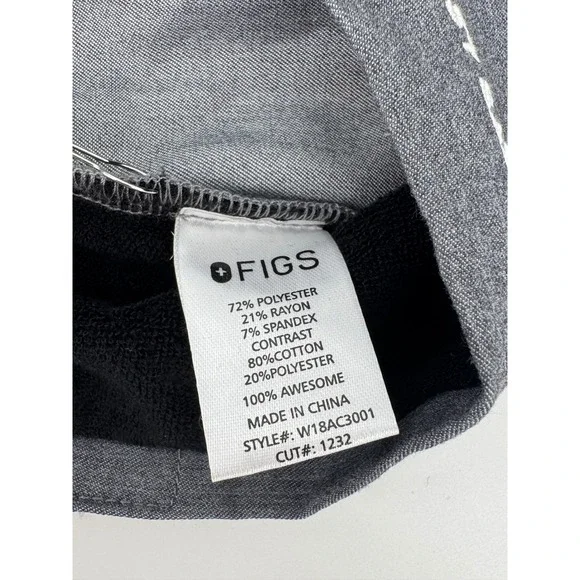 FIGS
72% POLYESTER
21% RAYON
7% SPANDEX
CONTRAST
80%COTTON
20%POLYESTER
100% AWESOME
MADE IN CHINA
STYLE#: W18AC3001
CUT#: 1232